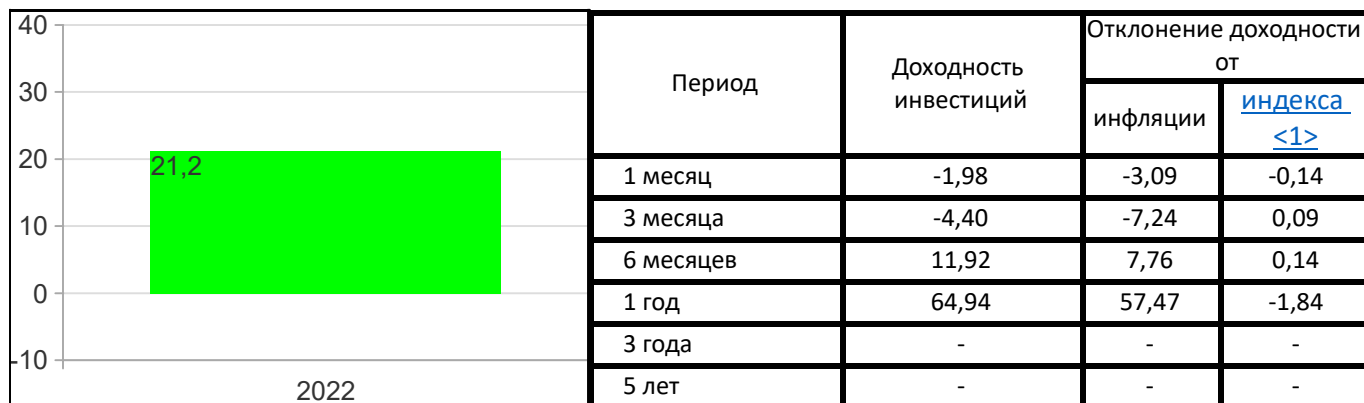 40
30
20
10
0
-10
21,2
2022
Период
Доходность
инвестиций
Отклонение доходности
от
инфляции
индекса
<1>
1 месяц -1,98 -3,09 -0,14
3 месяца -4,40 -7,24 0,09
6 месяцев 11,92 7,76 0,14
1 год 64,94 57,47 -1,84
3 года - - -
5 лет - - -